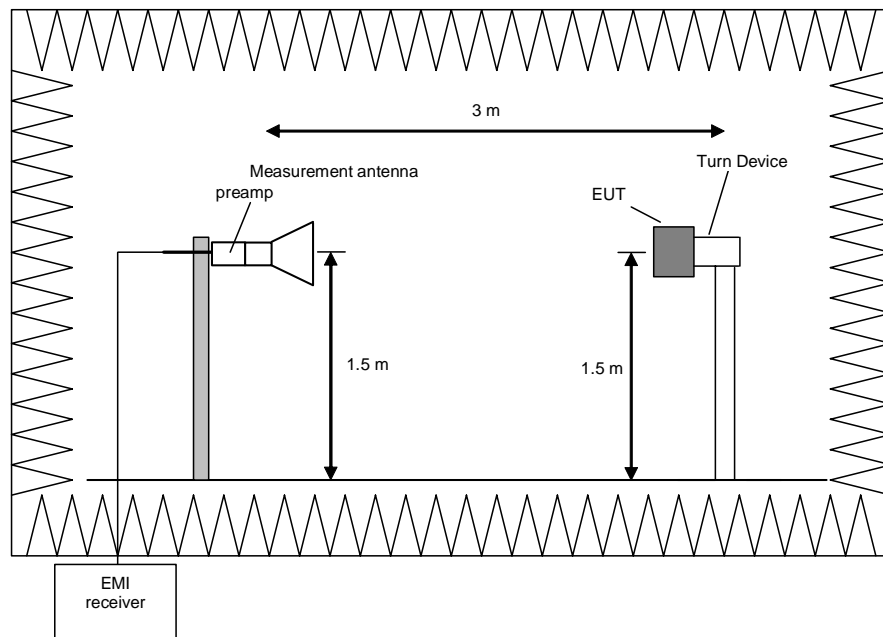 3 m
Measurement antenna
preamp
Turn Device
EUT
1.5 m
1.5 m
EMI
receiver